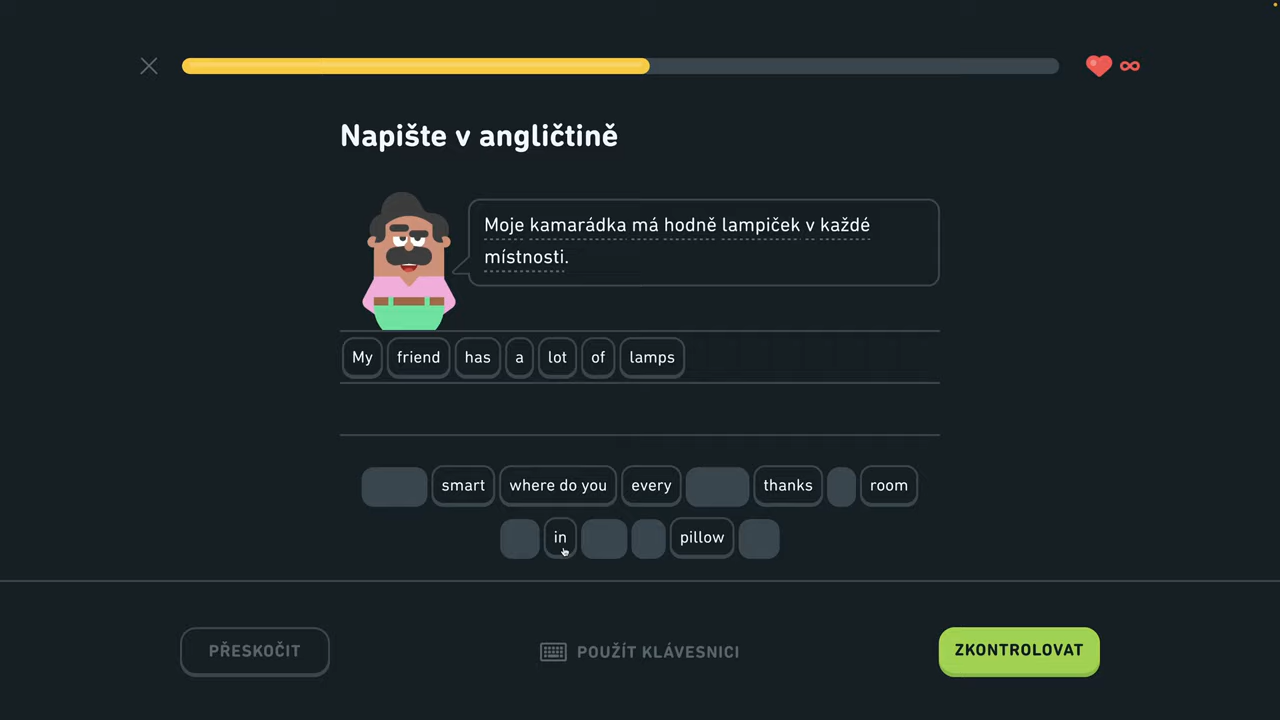 ∞
Napište v angličtině
Moje kamarádka má hodně lampiček v každé
místnosti.
My friend has a lot of lamps
smart where do you every thanks room
in pillow
PŘESKOČIT POUŽÍT KLÁVESNICI ZKONTROLOVAT